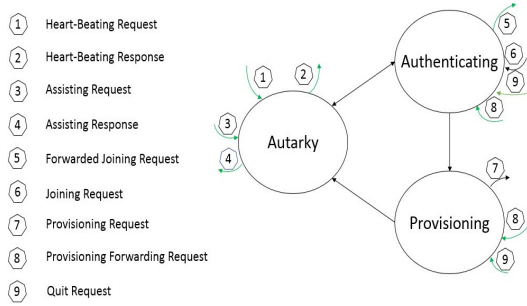 1 Heart-Beating Request
2 Heart-Beating Response
3 Assisting Request
4 Assisting Response
5 Forwarded Joining Request
6 Joining Request
7 Provisioning Request
8 Provisioning Forwarding Request
9 Quit Request
1
2
3
4
Autarky
5
6
9
8
Authenticating
7
8
9
Provisioning